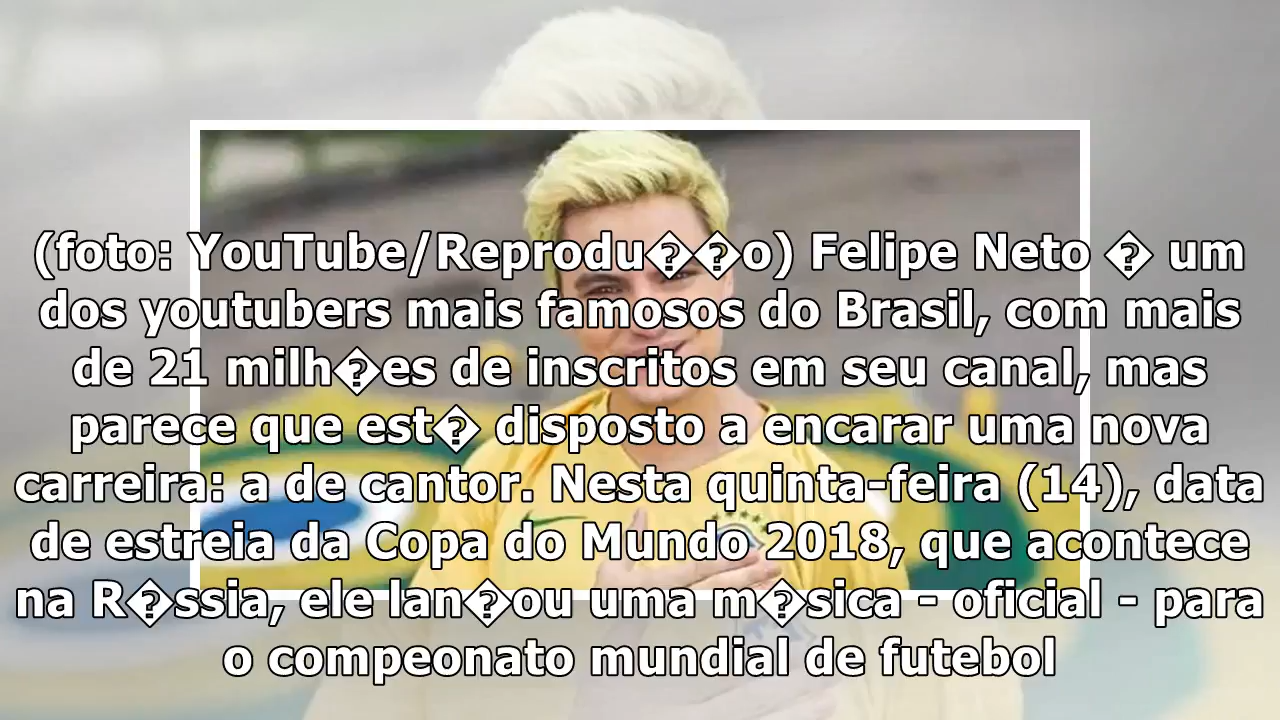 (foto: YouTube/Reprodu��o) Felipe Neto � um
dos youtubers mais famosos do Brasil, com mais
de 21 milh�es de inscritos em seu canal, mas
parece que est� disposto a encarar uma nova
carreira: a de cantor. Nesta quinta-feira (14), data
de estreia da Copa do Mundo 2018, que acontece
na R�ssia, ele lan�ou uma m�sica - oficial - para
o compeonato mundial de futebol